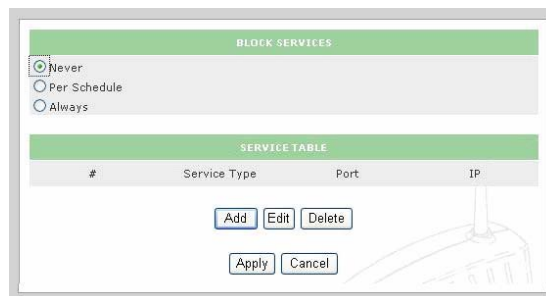 BLOCK SERVICES
Never
Per Schedule
Always
SERVICE TABLE
# Service Type Port IP
Add Edit Delete
Apply Cancel